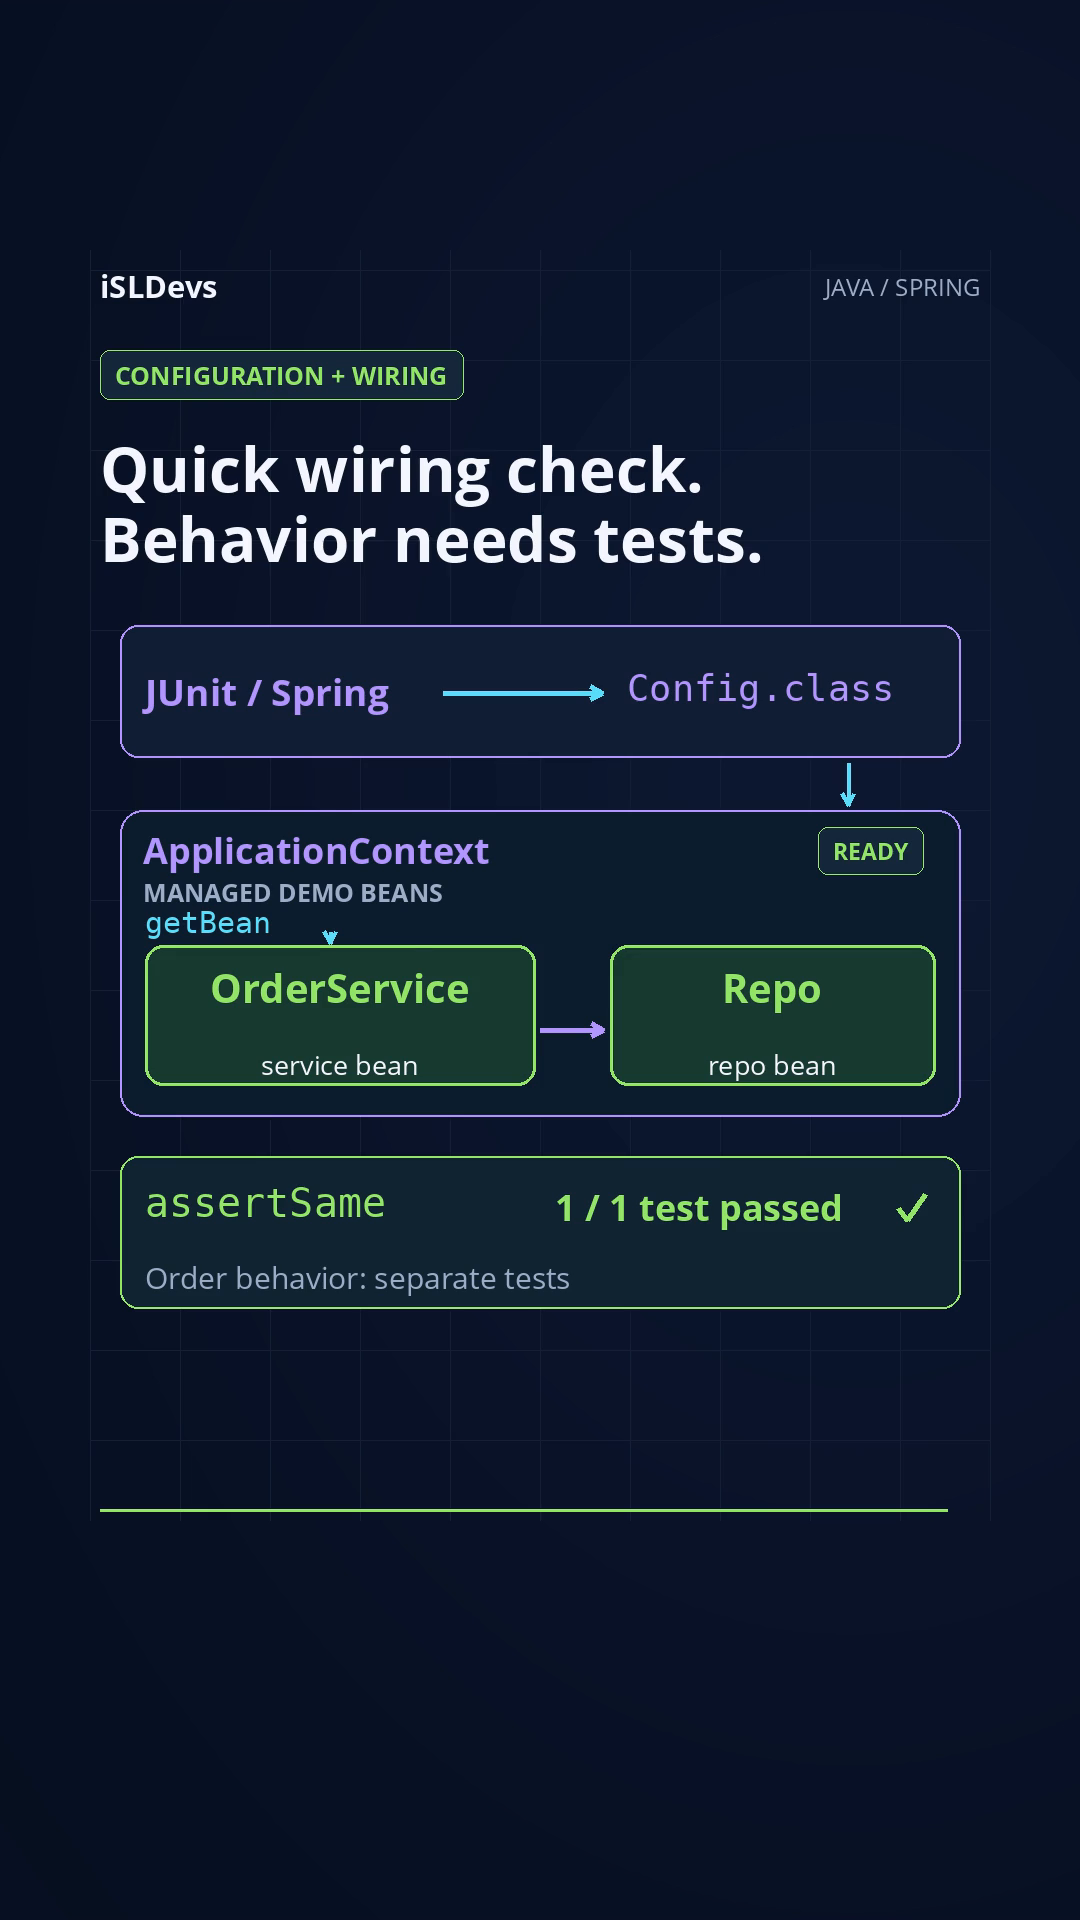 iSLDevs
JAVA / SPRING
CONFIGURATION + WIRING
Quick wiring check.
Behavior needs tests.
JUnit / Spring
Config.class
ApplicationContext
READY
MANAGED DEMO BEANS
getBean
OrderService
Repo
service bean
repo bean
assertSame
1 / 1 test passed
Order behavior: separate tests